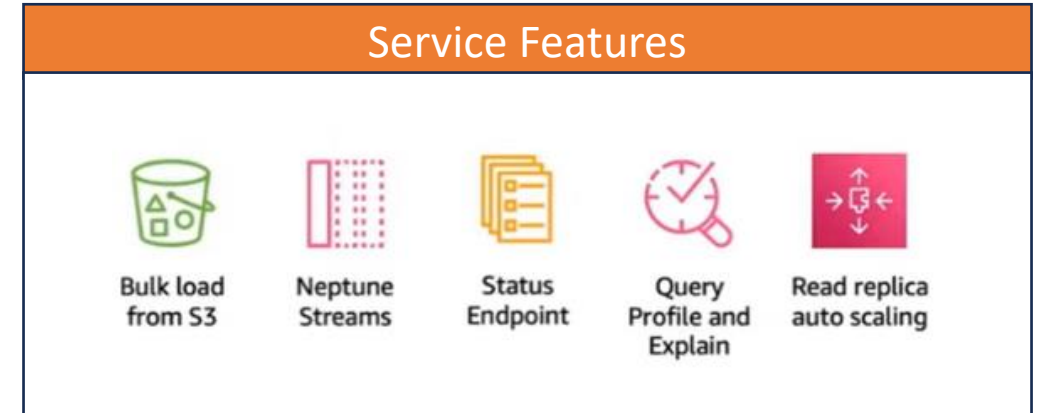 Service Features
Bulk load
from S3
Neptune
Streams
Status
Endpoint
Query
Profile and
Explain
Read replica
auto scaling